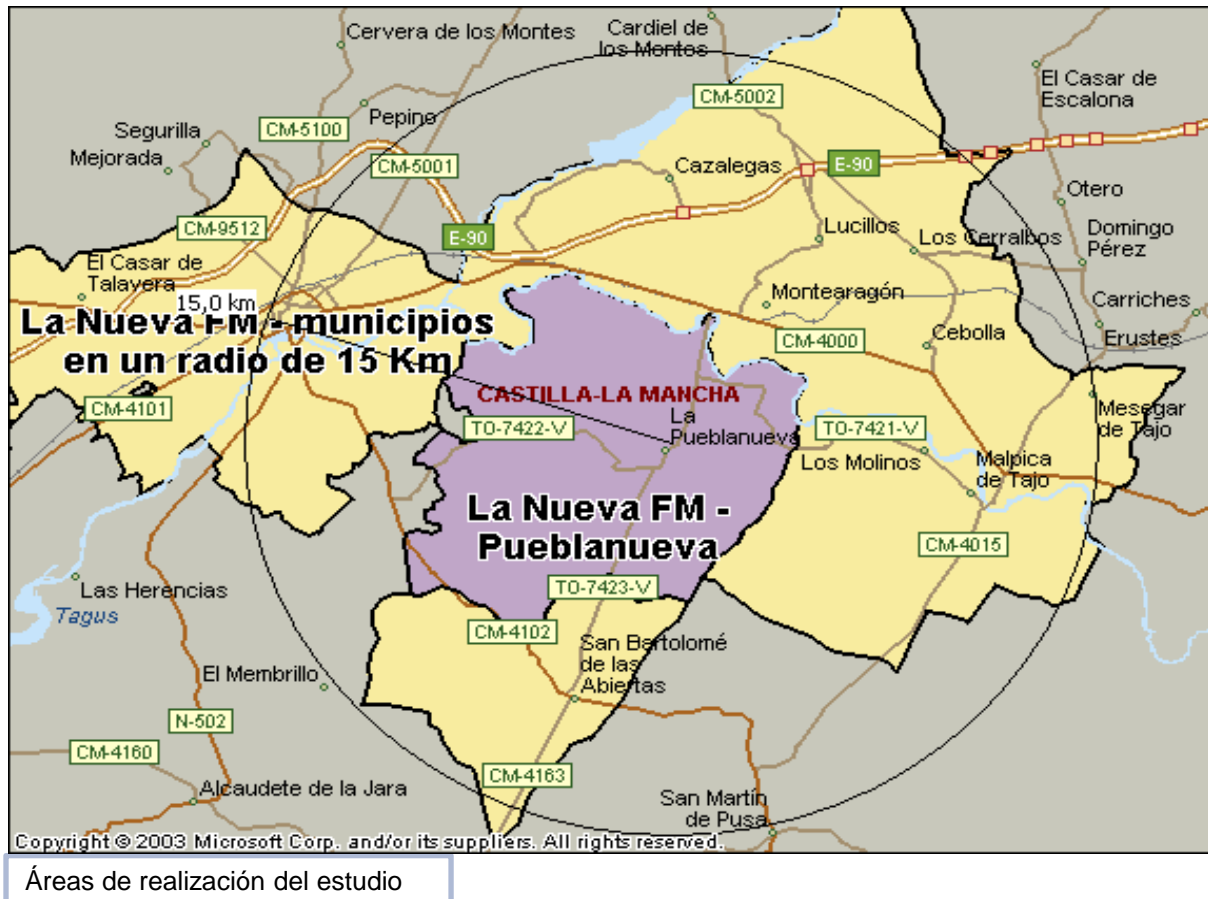 Cervera de los Montes
Cardiel de
los Montes
El Casar de
Escalona
CM-5002
Pepino
CM-5100
Segurilla
Mejorada
CM-5001
Cazalegas
E-90
Otero
CM-9512
E-90
Lucillos
Los Cerralbos
Domingo
Pérez
El Casar de
Talavera
15,0 km
Montearagón
Carriches
La Nueva FM - municipios
en un radio de 15 Km
CM-4000
Cebolla
Erustes
CASTILLA-LA MANCHA
CM-4101
Mesegar
de Tajo
TO-7422-V
La
Pueblanueva
TO-7421-V
Los Molinos
Malpica
de Tajo
La Nueva FM -
Pueblanueva
CM-4015
Las Herencias
Tagus
TO-7423-V
CM-4102
San Bartolomé
de las
Abiertas
El Membrillo
N-502
CM-4160
CM-4163
Alcaudete de la Jara
San Martín
de Pusa
Copyright © 2003 Microsoft Corp. and/or its suppliers. All rights reserved.
Áreas de realización del estudio